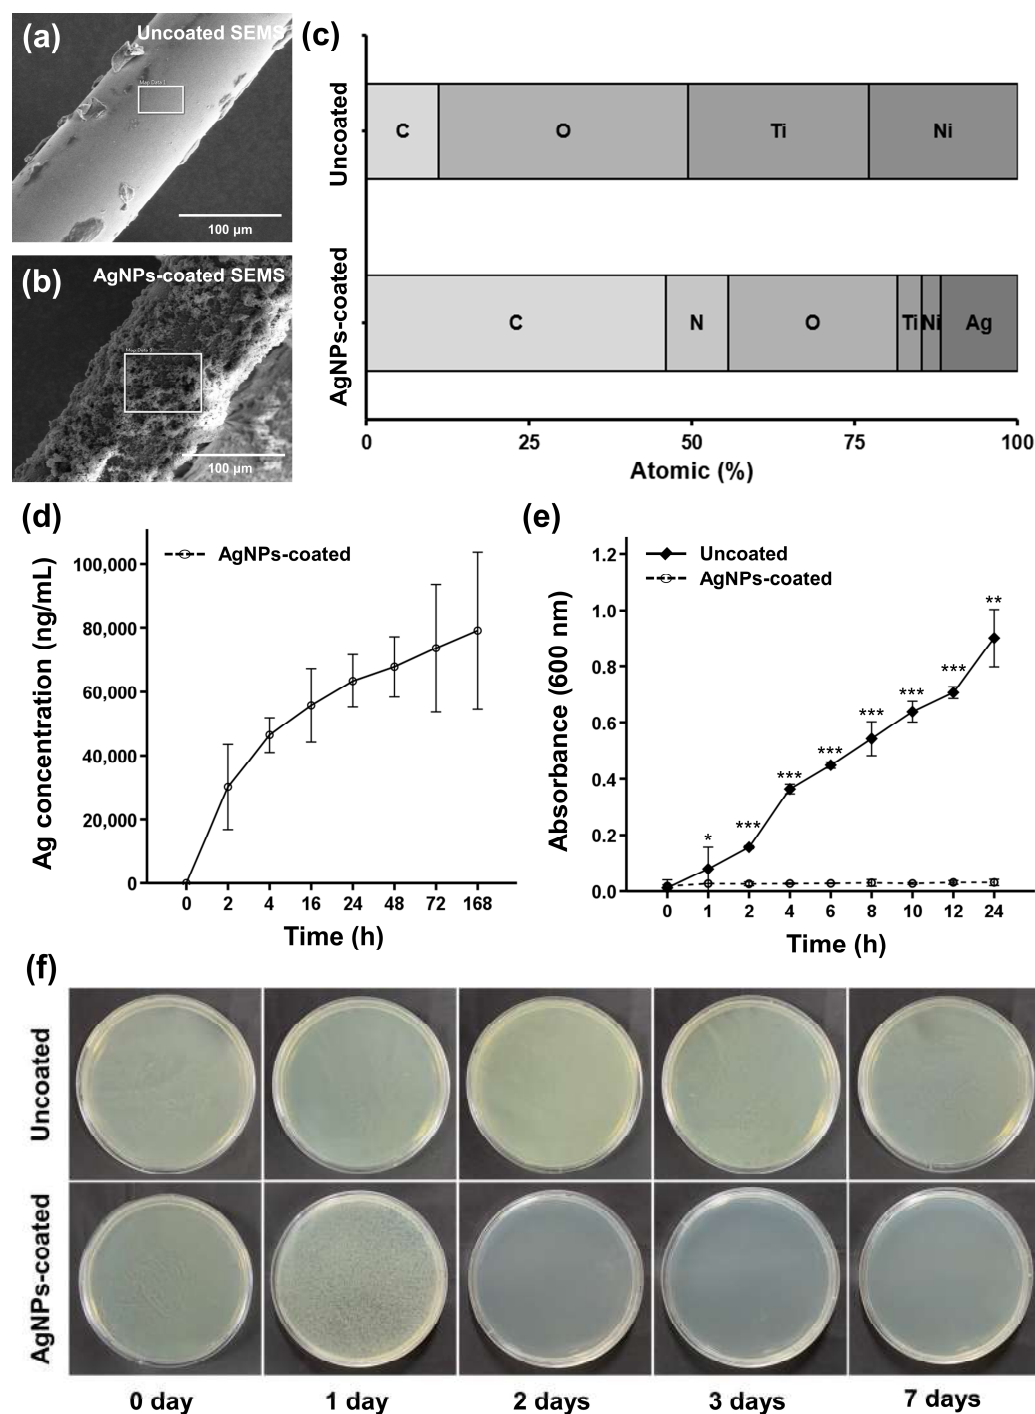 (a)
Uncoated SEMS
Map Data 1
100 µm
(b)
AgNPs-coated SEMS
100 µm
(c)
Uncoated
C O Ti Ni
AgNPs-coated
C N O Ti Ni Ag
0 25 50 75 100
Atomic (%)
(d)
AgNPs-coated
Ag concentration (ng/mL)
100,000
80,000
60,000
40,000
20,000
0
0 2 4 16 24 48 72 168
Time (h)
(e)
Uncoated
AgNPs-coated
Absorbance (600 nm)
1.2
1.0
0.8
0.6
0.4
0.2
0.0
* *** *** *** *** *** *** **
0 1 2 4 6 8 10 12 24
Time (h)
(f)
Uncoated
AgNPs-coated
0 day 1 day 2 days 3 days 7 days